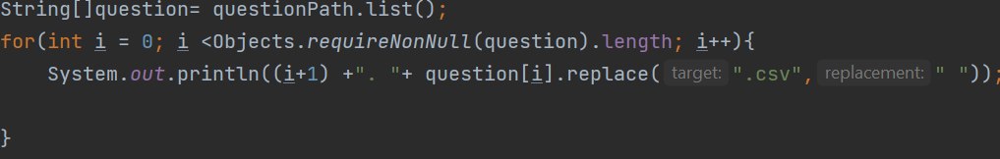 String[]question= questionPath.list();
for(int i = 0; i <Objects.requireNonNull(question).length; i++){
System.out.println((i+1) +". "+ question[i].replace( target: ".csv", replacement: " "));
}